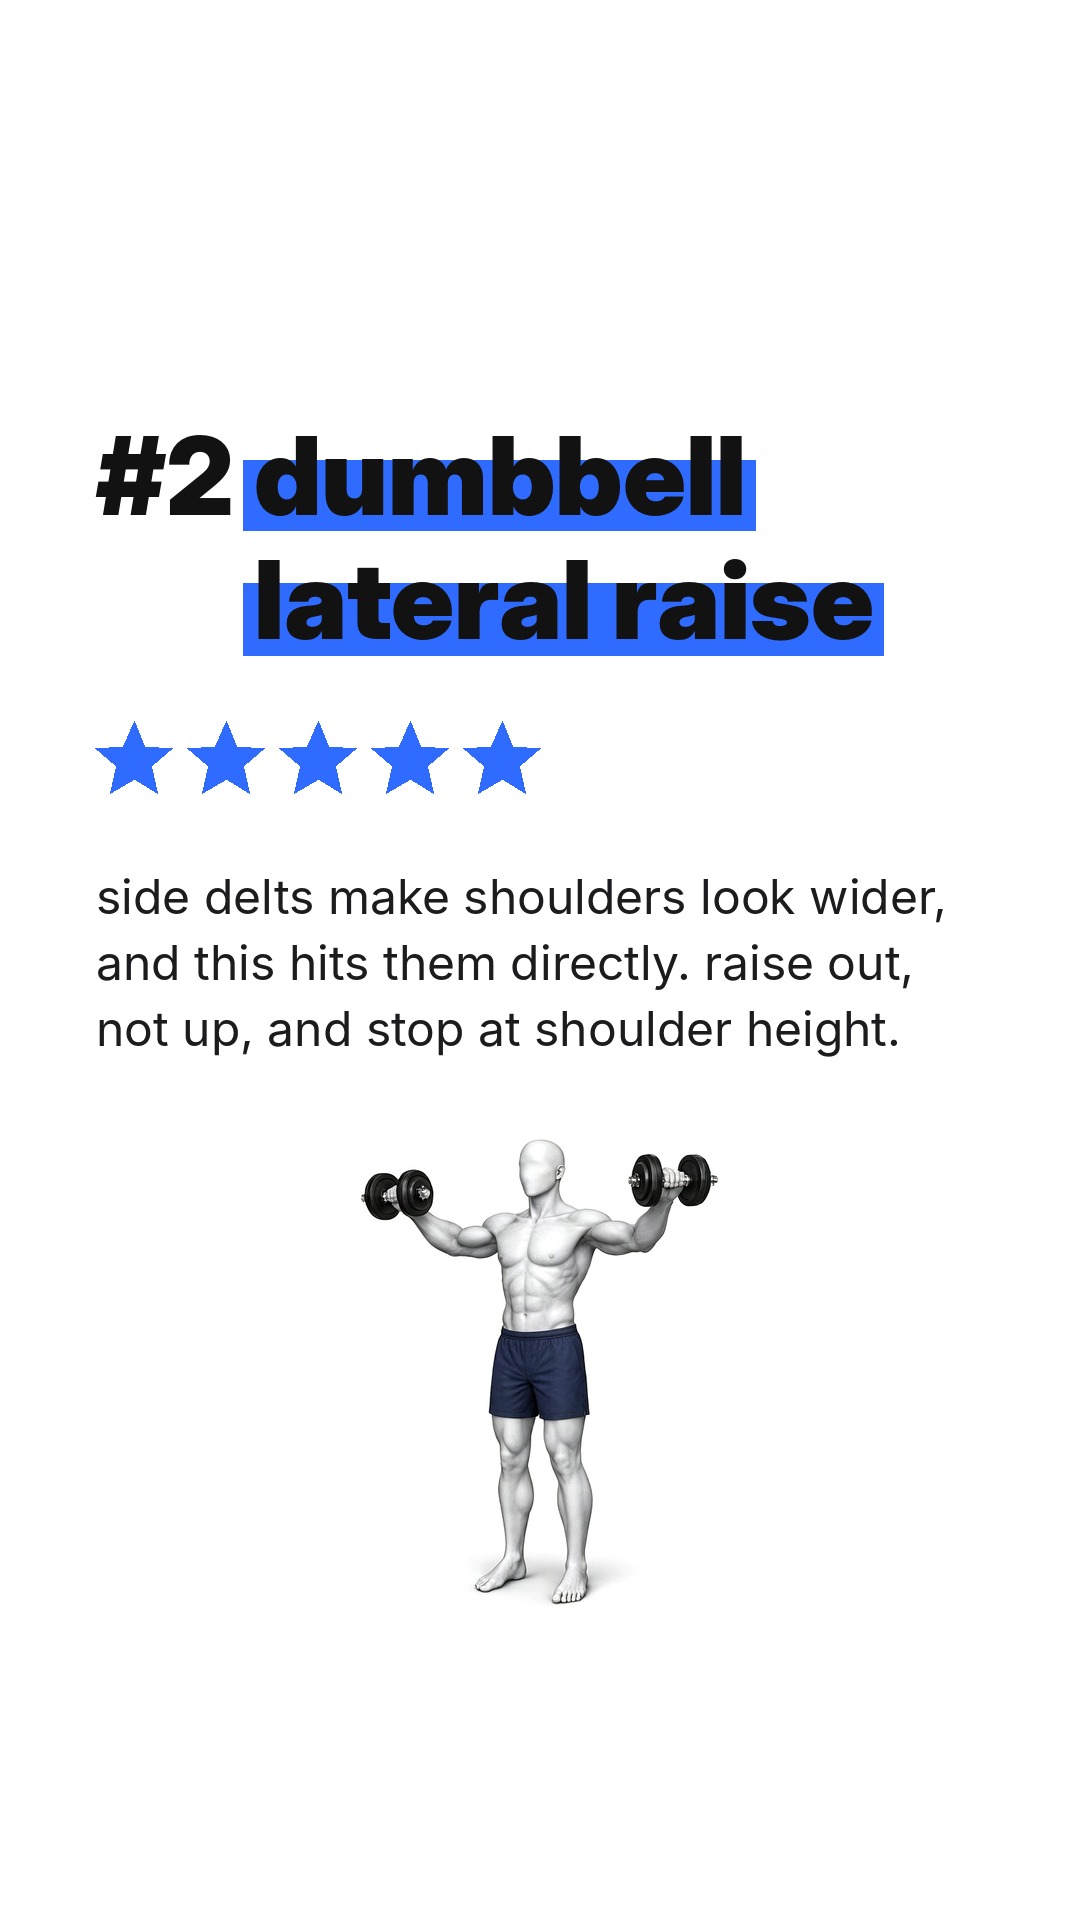 #2 dumbbell
lateral raise
side delts make shoulders look wider,
and this hits them directly. raise out,
not up, and stop at shoulder height.